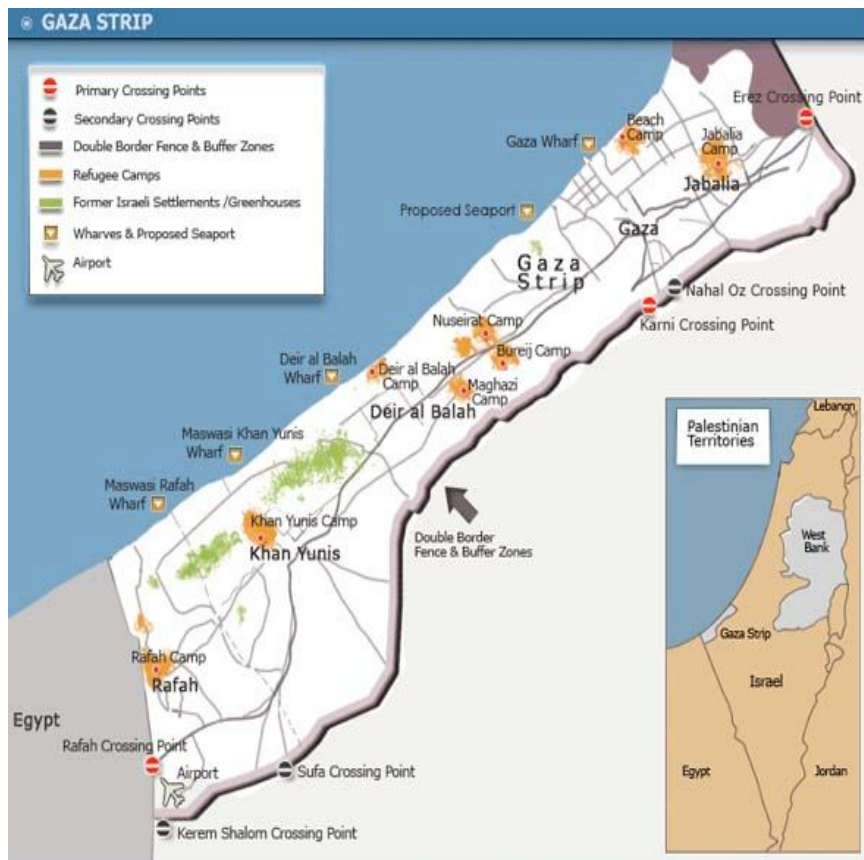 GAZA STRIP
Primary Crossing Points
Secondary Crossing Points
Double Border Fence & Buffer Zones
Refugee Camps
Former Israeli Settlements /Greenhouses
Wharves & Proposed Seaport
Airport
Erez Crossing Point
Beach
Camp
Jabalia
Camp
Gaza Wharf
Jabalia
Proposed Seaport
Gaza
Gaza
Strip
Nahal Oz Crossing Point
Karni Crossing Point
Nuseirat Camp
Bureij Camp
Deir al Balah
Wharf
Deir al Balah
Camp
Maghazi
Camp
Deir al Balah
Maswasi Khan Yunis
Wharf
Maswasi Rafah
Wharf
Khan Yunis Camp
Khan Yunis
Double Border
Fence & Buffer Zones
Rafah Camp
Rafah
Egypt
Rafah Crossing Point
Airport
Sufa Crossing Point
Kerem Shalom Crossing Point
Palestinian
Territories
Lebanon
West
Bank
Gaza Strip
Israel
Egypt
Jordan